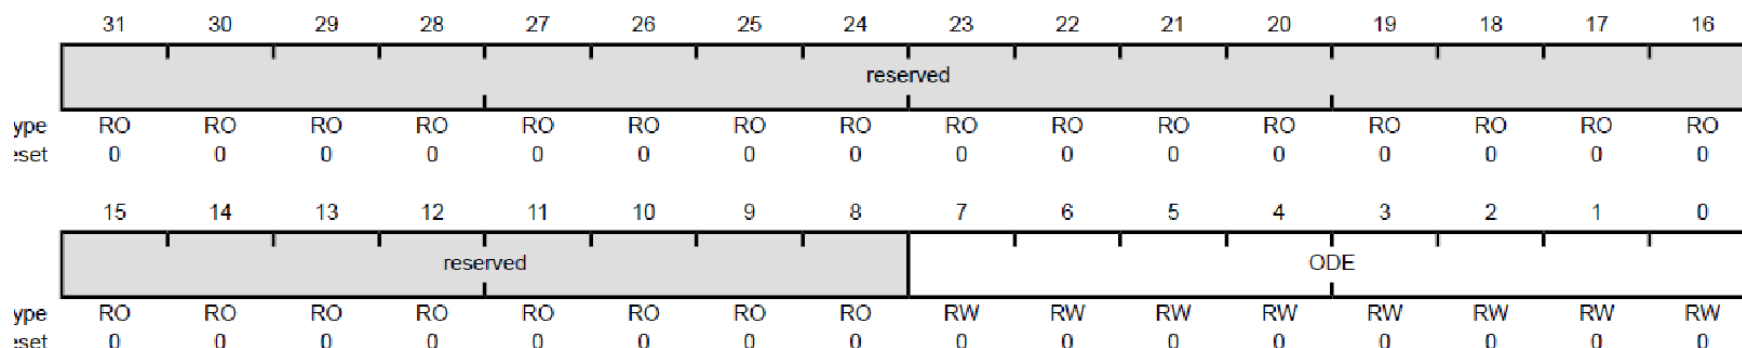 31 30 29 28 27 26 25 24 23 22 21 20 19 18 17 16
reserved
ype RO RO RO RO RO RO RO RO RO RO RO RO RO RO RO RO
eset 0 0 0 0 0 0 0 0 0 0 0 0 0 0 0 0
15 14 13 12 11 10 9 8 7 6 5 4 3 2 1 0
reserved ODE
ype RO RO RO RO RO RO RO RO RW RW RW RW RW RW RW RW
eset 0 0 0 0 0 0 0 0 0 0 0 0 0 0 0 0